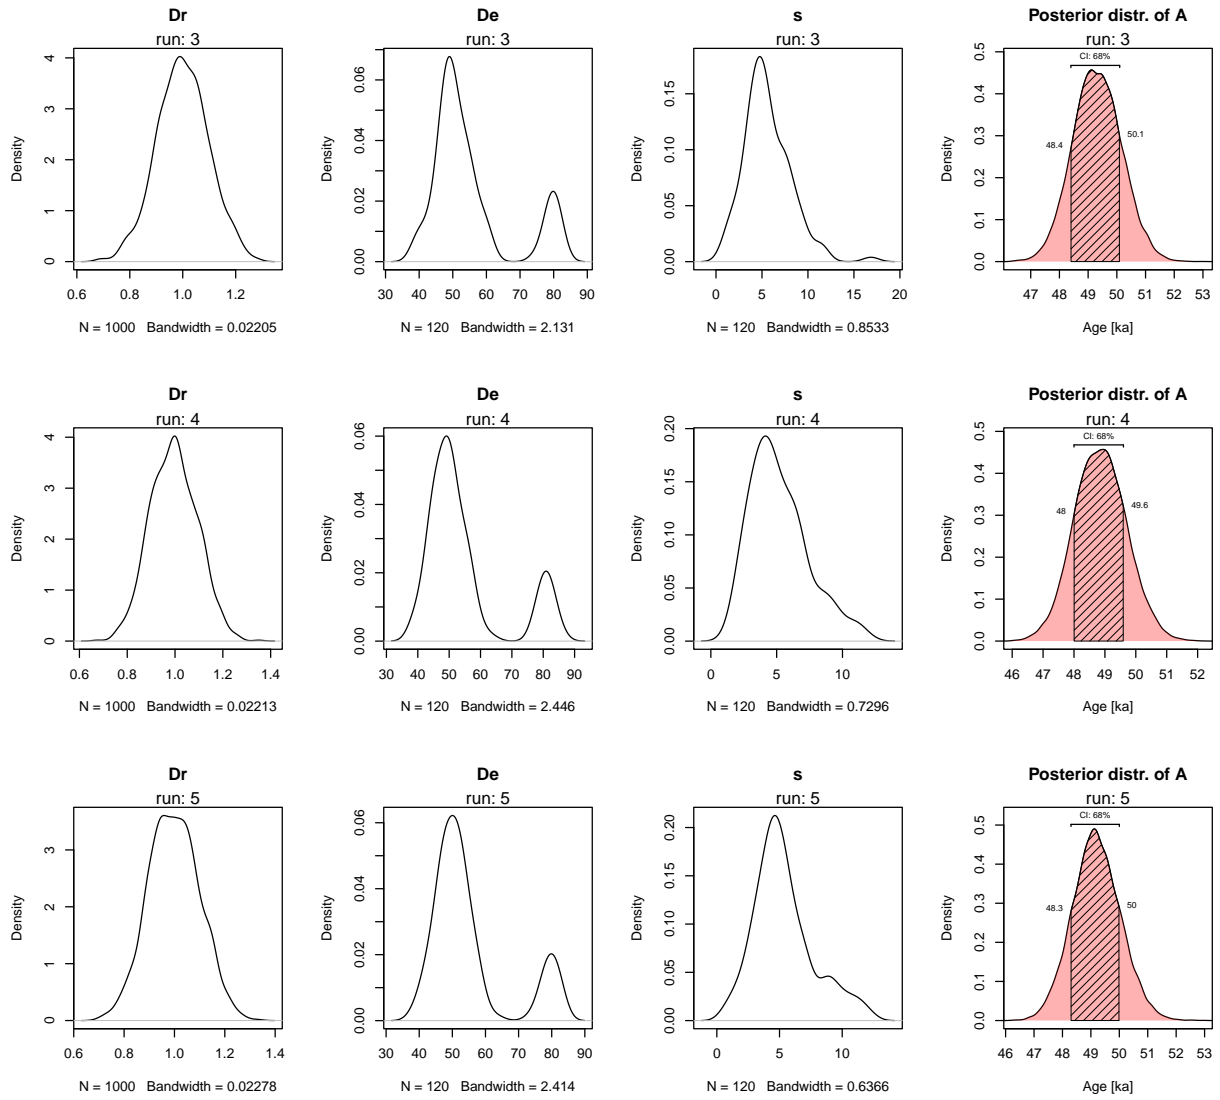 Dr
run: 3
Density
0 1 2 3 4
0.6 0.8 1.0 1.2
N = 1000 Bandwidth = 0.02205
De
run: 3
Density
0.00 0.02 0.04 0.06
30 40 50 60 70 80 90
N = 120 Bandwidth = 2.131
s
run: 3
Density
0.00 0.05 0.10 0.15
0 5 10 15 20
N = 120 Bandwidth = 0.8533
Posterior distr. of A
run: 3
CI: 68%
48.4
50.1
Density
0.0 0.1 0.2 0.3 0.4 0.5
47 48 49 50 51 52 53
Age [ka]
Dr
run: 4
Density
0 1 2 3 4
0.6 0.8 1.0 1.2 1.4
N = 1000 Bandwidth = 0.02213
De
run: 4
Density
0.00 0.02 0.04 0.06
30 40 50 60 70 80 90
N = 120 Bandwidth = 2.446
s
run: 4
Density
0.00 0.05 0.10 0.15 0.20
0 5 10
N = 120 Bandwidth = 0.7296
Posterior distr. of A
run: 4
CI: 68%
48
49.6
Density
0.0 0.1 0.2 0.3 0.4 0.5
46 47 48 49 50 51 52
Age [ka]
Dr
run: 5
Density
0 1 2 3
0.6 0.8 1.0 1.2 1.4
N = 1000 Bandwidth = 0.02278
De
run: 5
Density
0.00 0.02 0.04 0.06
30 40 50 60 70 80 90
N = 120 Bandwidth = 2.414
s
run: 5
Density
0.00 0.05 0.10 0.15 0.20
0 5 10
N = 120 Bandwidth = 0.6366
Posterior distr. of A
run: 5
CI: 68%
48.3
50
Density
0.0 0.1 0.2 0.3 0.4 0.5
46 47 48 49 50 51 52 53
Age [ka]